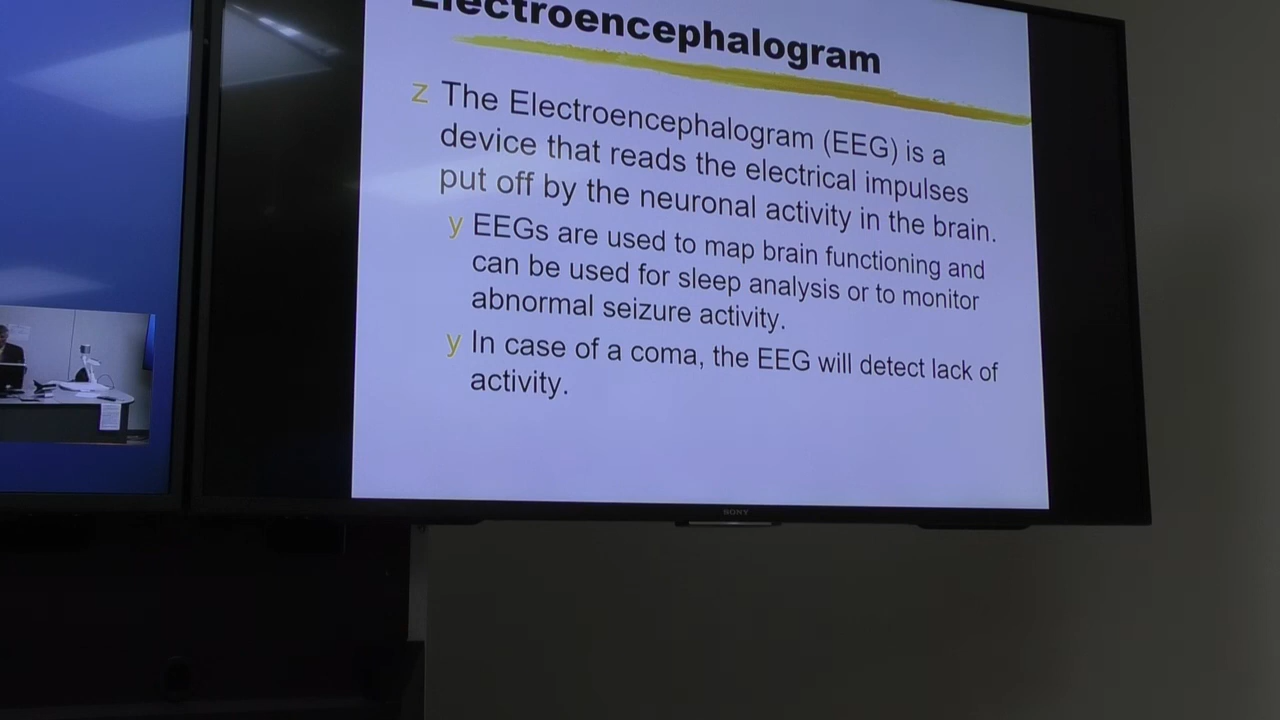 Electroencephalogram
z The Electroencephalogram (EEG) is a
device that reads the electrical impulses
put off by the neuronal activity in the brain.
y EEGs are used to map brain functioning and
can be used for sleep analysis or to monitor
abnormal seizure activity.
y In case of a coma, the EEG will detect lack of
activity.
SONY